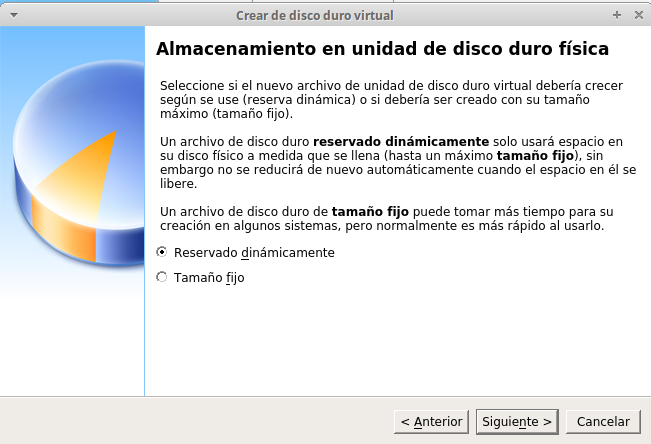 Crear de disco duro virtual
Almacenamiento en unidad de disco duro física
Seleccione si el nuevo archivo de unidad de disco duro virtual debería crecer
según se use (reserva dinámica) o si debería ser creado con su tamaño
máximo (tamaño fijo).
Un archivo de disco duro reservado dinámicamente solo usará espacio en
su disco físico a medida que se llena (hasta un máximo tamaño fijo), sin
embargo no se reducirá de nuevo automáticamente cuando el espacio en él se
libere.
Un archivo de disco duro de tamaño fijo puede tomar más tiempo para su
creación en algunos sistemas, pero normalmente es más rápido al usarlo.
Reservado dinámicamente
Tamaño fijo
< Anterior
Siguiente >
Cancelar